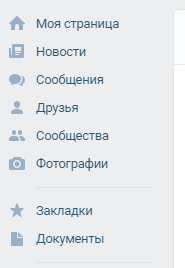 Моя страница
Новости
Сообщения
Друзья
Сообщества
Фотографии
Закладки
Документы